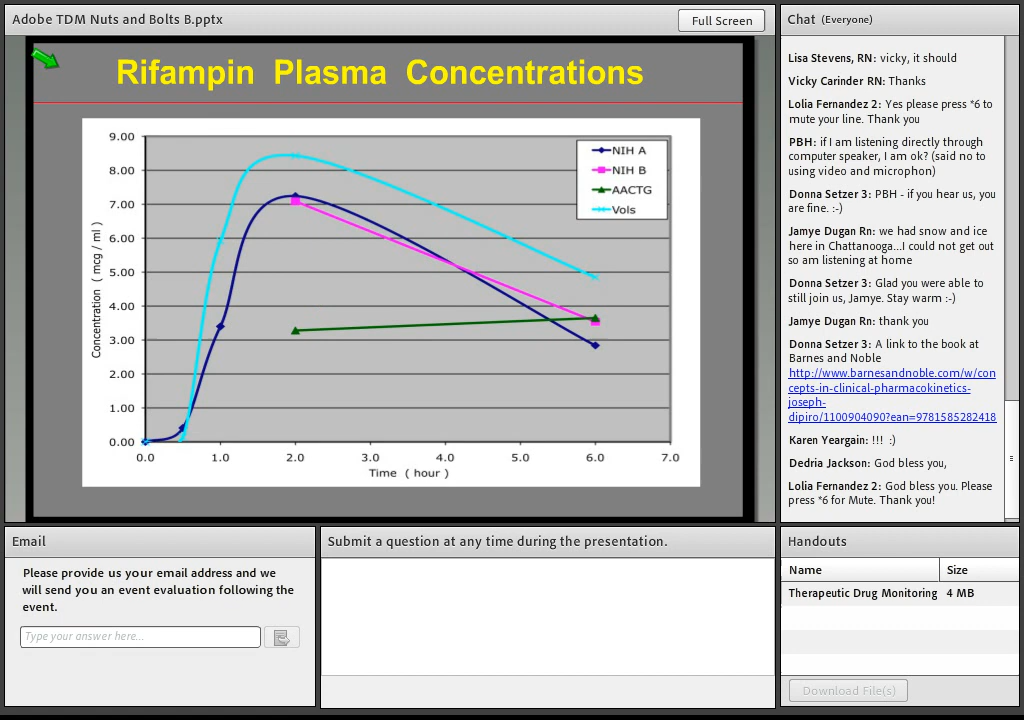 Adobe TDM Nuts and Bolts B.pptx
Full Screen
Rifampin Plasma Concentrations
9.00
8.00
7.00
6.00
5.00
4.00
3.00
2.00
1.00
0.00
Concentration ( mcg / ml )
NIH A
NIH B
AACTG
Vols
0.0 1.0 2.0 3.0 4.0 5.0 6.0 7.0
Time ( hour )
Chat (Everyone)
Lisa Stevens, RN: vicky, it should
Vicky Carinder RN: Thanks
Lolia Fernandez 2: Yes please press *6 to
mute your line. Thank you
PBH: if I am listening directly through
computer speaker, I am ok? (said no to
using video and microphon)
Donna Setzer 3: PBH - if you hear us, you
are fine. :-)
Jamye Dugan Rn: we had snow and ice
here in Chattanooga...I could not get out
so am listening at home
Donna Setzer 3: Glad you were able to
still join us, Jamye. Stay warm :-)
Jamye Dugan Rn: thank you
Donna Setzer 3: A link to the book at
Barnes and Noble
http://www.barnesandnoble.com/w/con
cepts-in-clinical-pharmacokinetics-
joseph-
dipiro/1100904090?ean=9781585282418
Karen Yeargain: !!! :)
Dedria Jackson: God bless you,
Lolia Fernandez 2: God bless you. Please
press *6 for Mute. Thank you!
Email
Please provide us your email address and we
will send you an event evaluation following the
event.
Type your answer here...
Submit a question at any time during the presentation.
Handouts
Name Size
Therapeutic Drug Monitoring 4 MB
Download File(s)